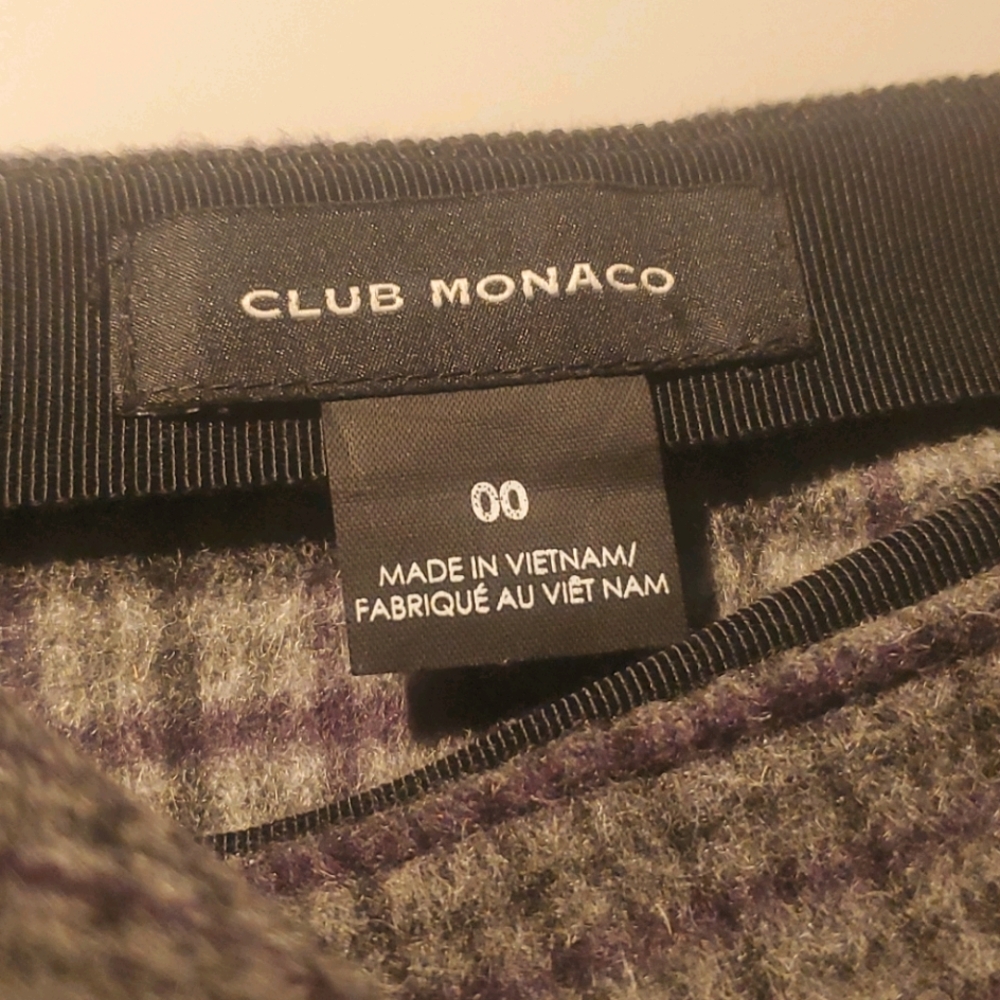 CLUB MONACO
00
MADE IN VIETNAM/
FABRIQUÉ AU VIÊT NAM